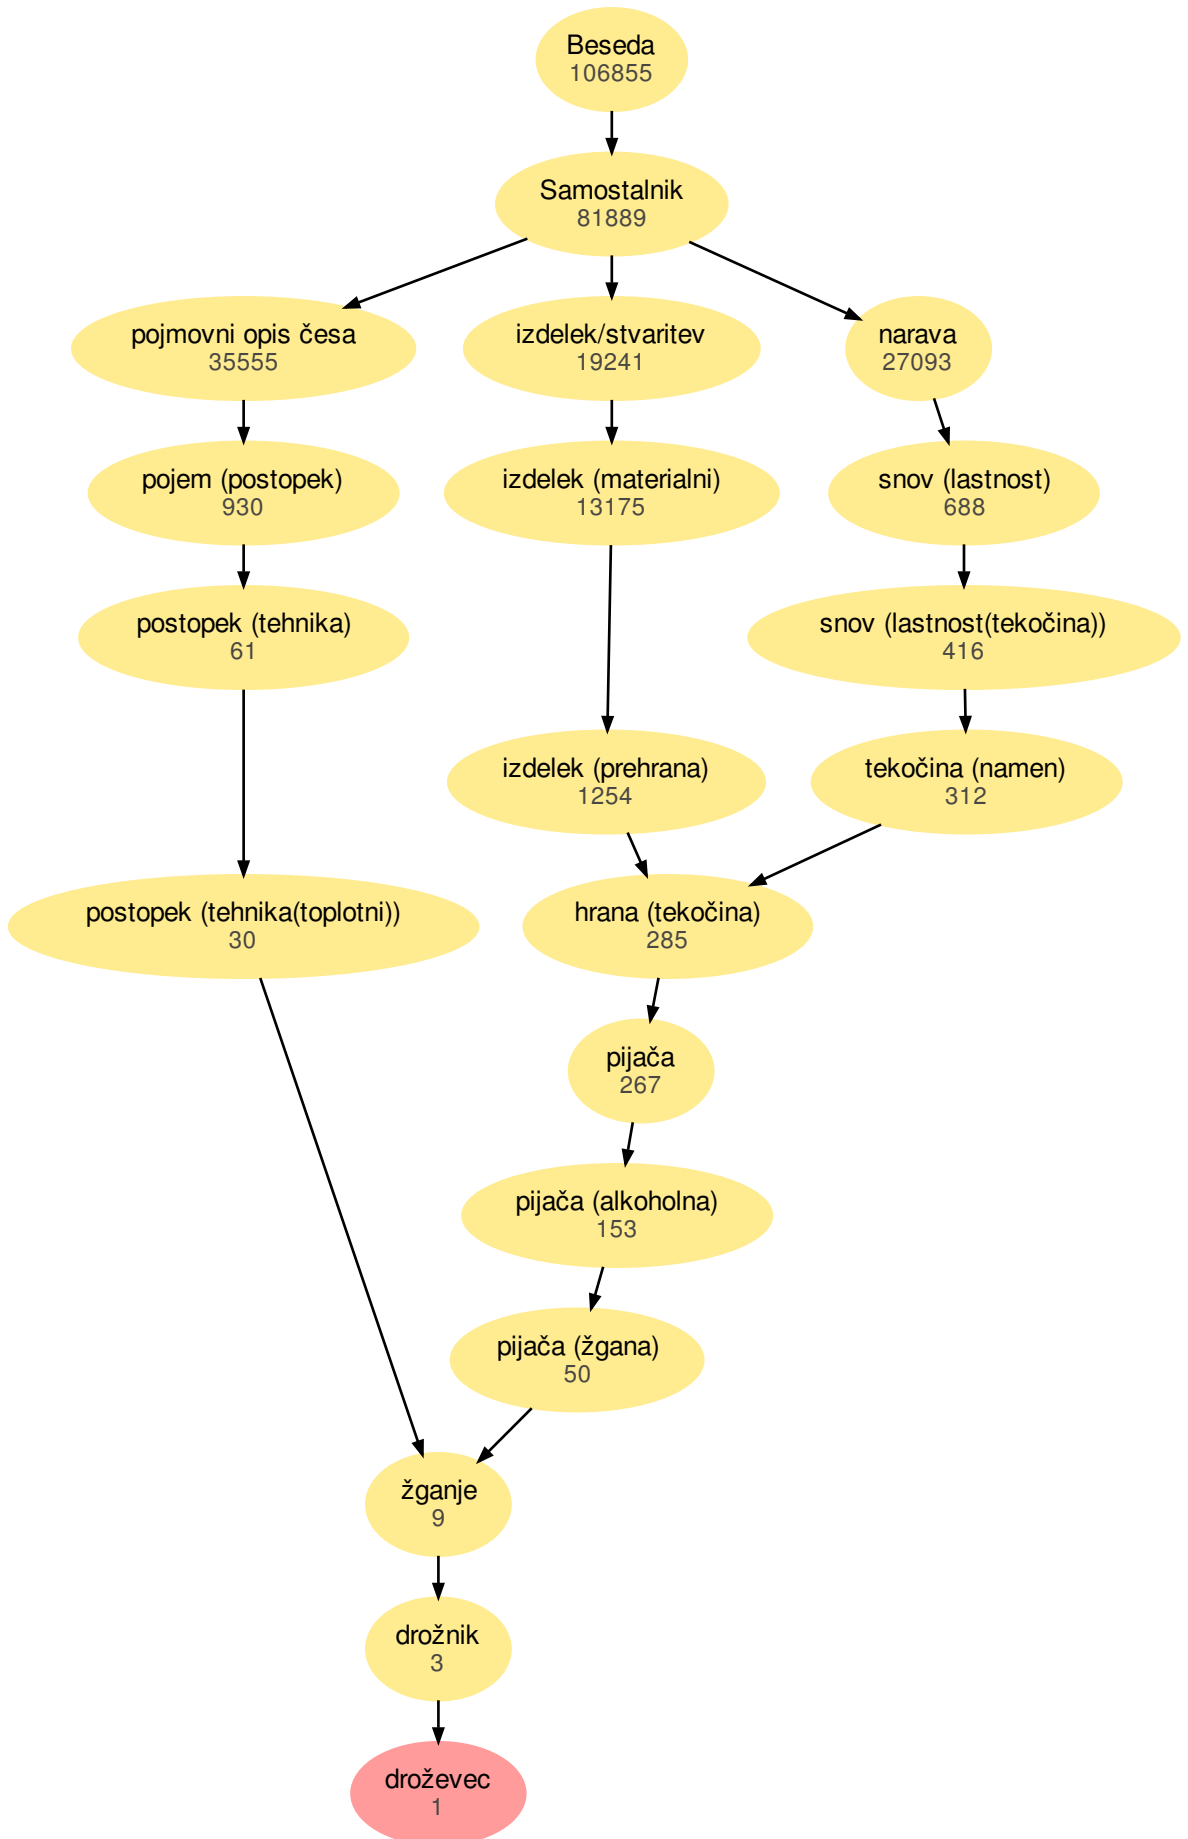 Beseda
106855
Samostalnik
81889
pojmovni opis česa
35555
izdelek/stvaritev
19241
narava
27093
pojem (postopek)
930
izdelek (materialni)
13175
snov (lastnost)
688
postopek (tehnika)
61
snov (lastnost(tekočina))
416
izdelek (prehrana)
1254
tekočina (namen)
312
postopek (tehnika(toplotni))
30
hrana (tekočina)
285
pijača
267
pijača (alkoholna)
153
pijača (žgana)
50
žganje
9
drožnik
3
droževec
1